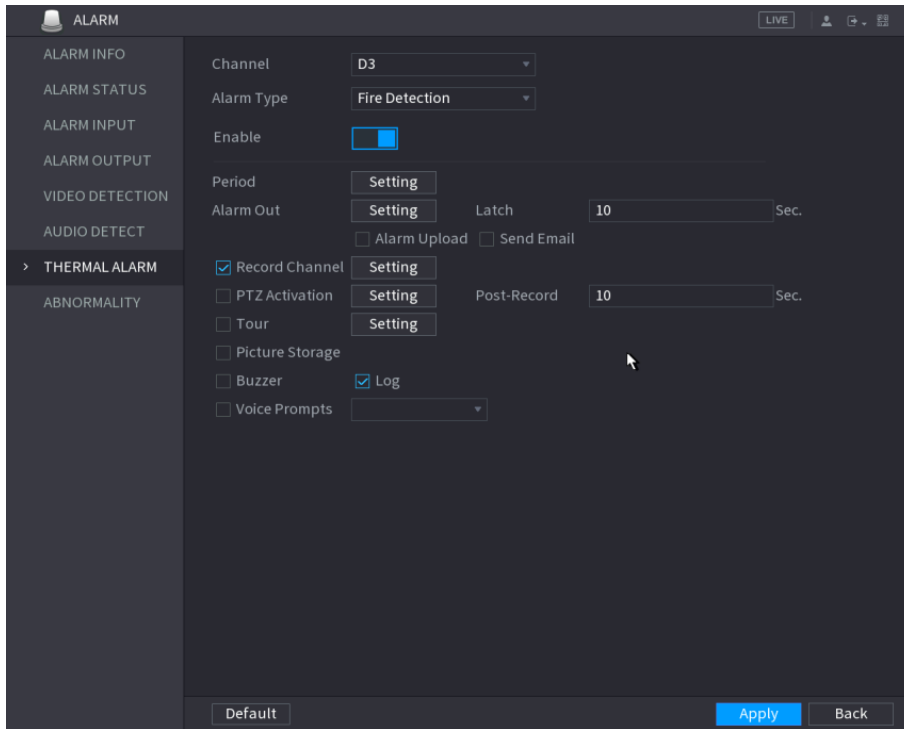 ALARM LIVE
ALARM INFO
ALARM STATUS
ALARM INPUT
ALARM OUTPUT
VIDEO DETECTION
AUDIO DETECT
THERMAL ALARM
ABNORMALITY
Channel D3
Alarm Type Fire Detection
Enable
Period Setting
Alarm Out Setting Latch 10 Sec.
Alarm Upload Send Email
Record Channel Setting
PTZ Activation Setting Post-Record 10 Sec.
Tour Setting
Picture Storage
Buzzer Log
Voice Prompts
Default Apply Back